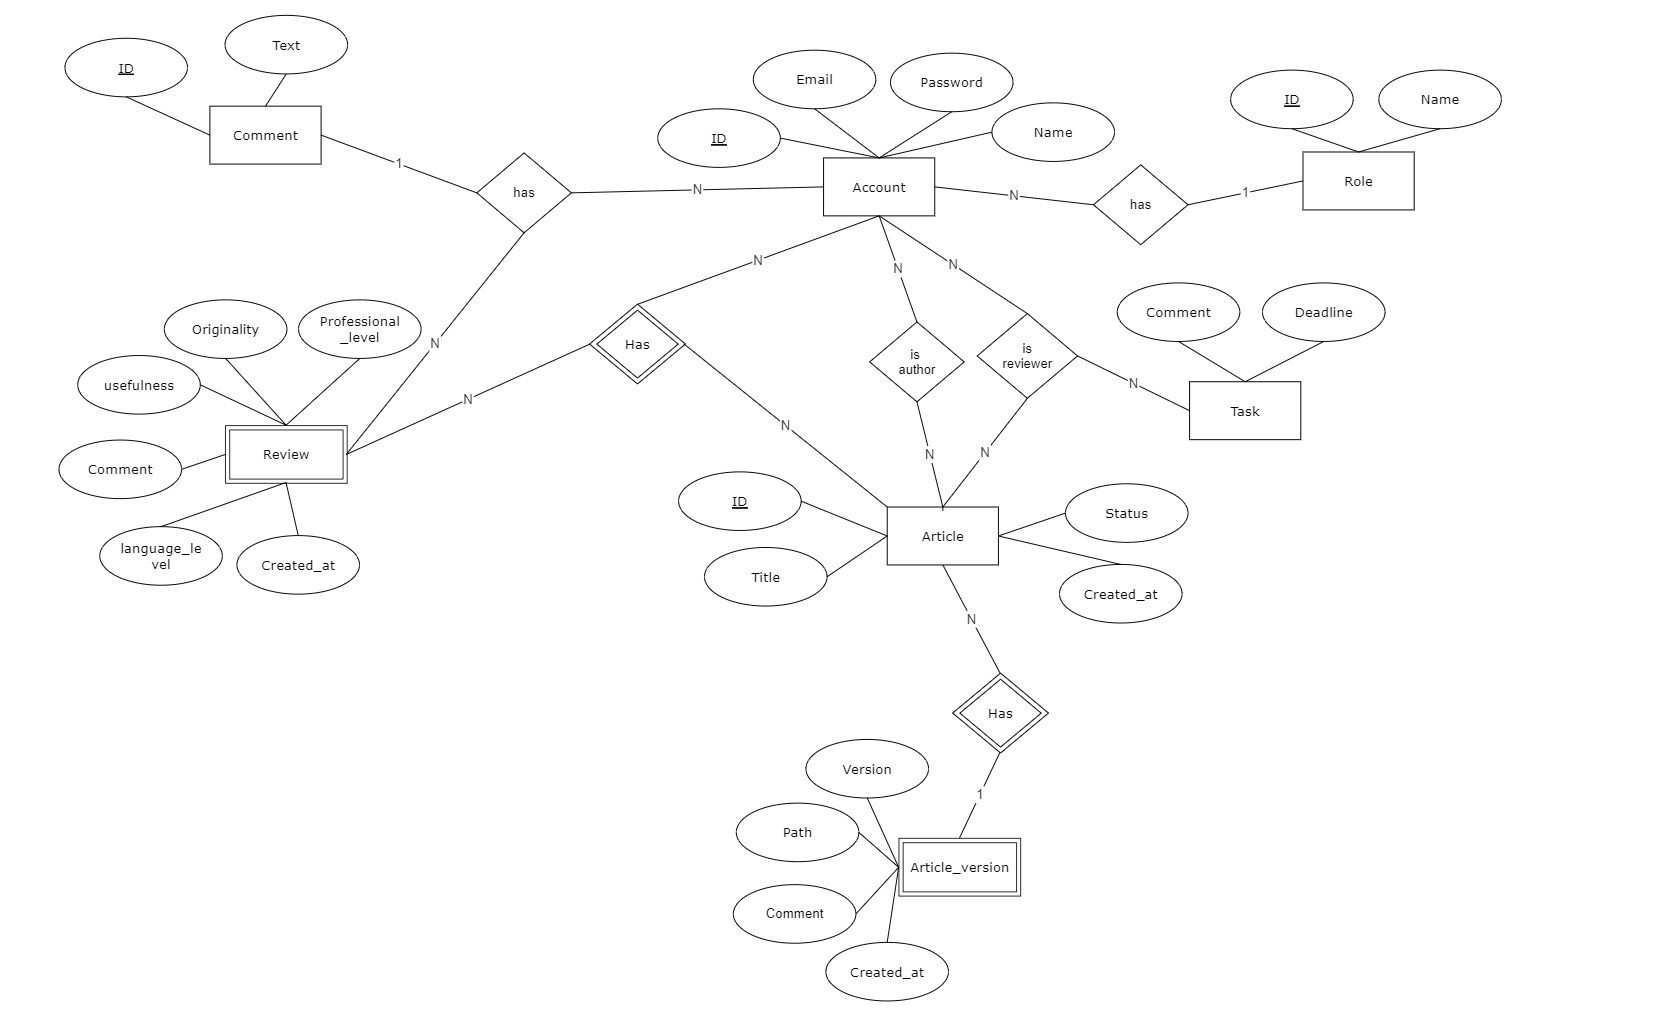 Text
ID
Comment
1
has
N
N
Email
Password
ID
Name
Account
N
has
1
ID
Name
Role
N
N
N
Has
is
author
is
reviewer
N
Comment
Deadline
Task
Originality
Professional
_level
usefulness
Review
Comment
language_le
vel
Created_at
N
N
N
N
ID
Title
Article
Status
Created_at
N
Has
1
Version
Path
Article_version
Comment
Created_at